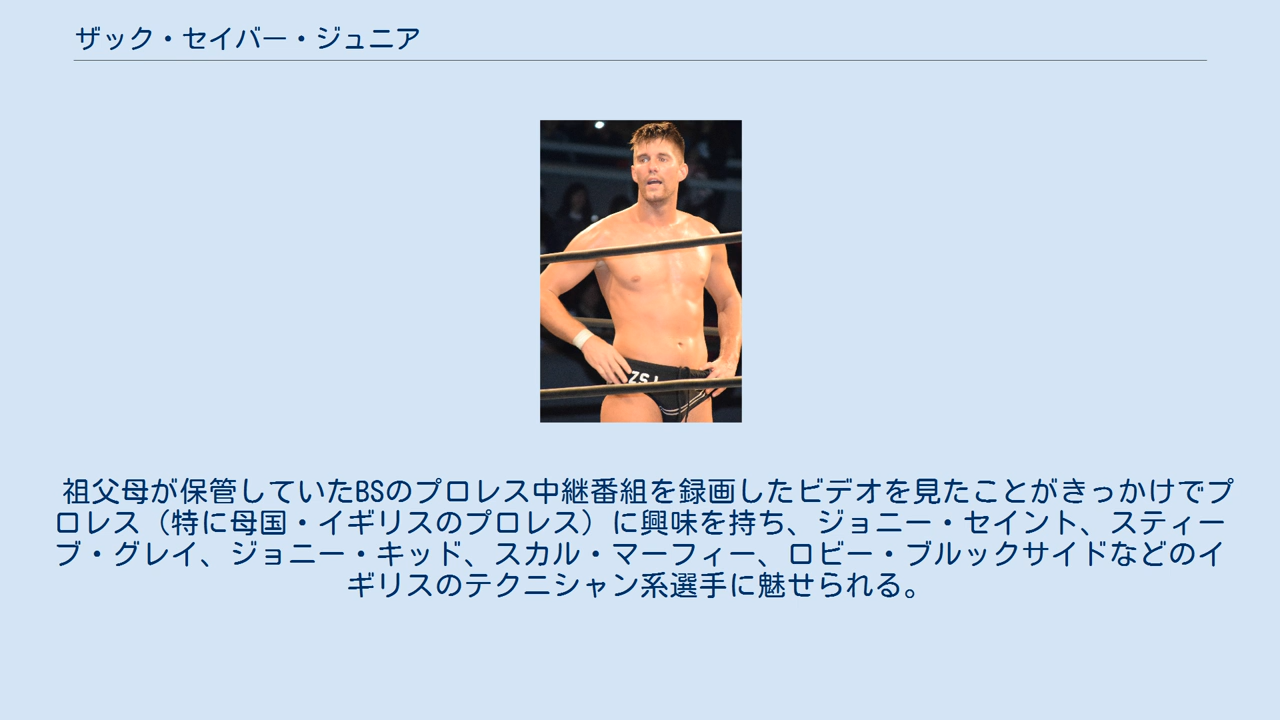 ザック・セイバー・ジュニア
ZSJ
祖父母が保管していたBSのプロレス中継番組を録画したビデオを見たことがきっかけでプ
ロレス（特に母国・イギリスのプロレス）に興味を持ち、ジョニー・セイント、スティー
ブ・グレイ、ジョニー・キッド、スカル・マーフィー、ロビー・ブルックサイドなどのイ
ギリスのテクニシャン系選手に魅せられる。